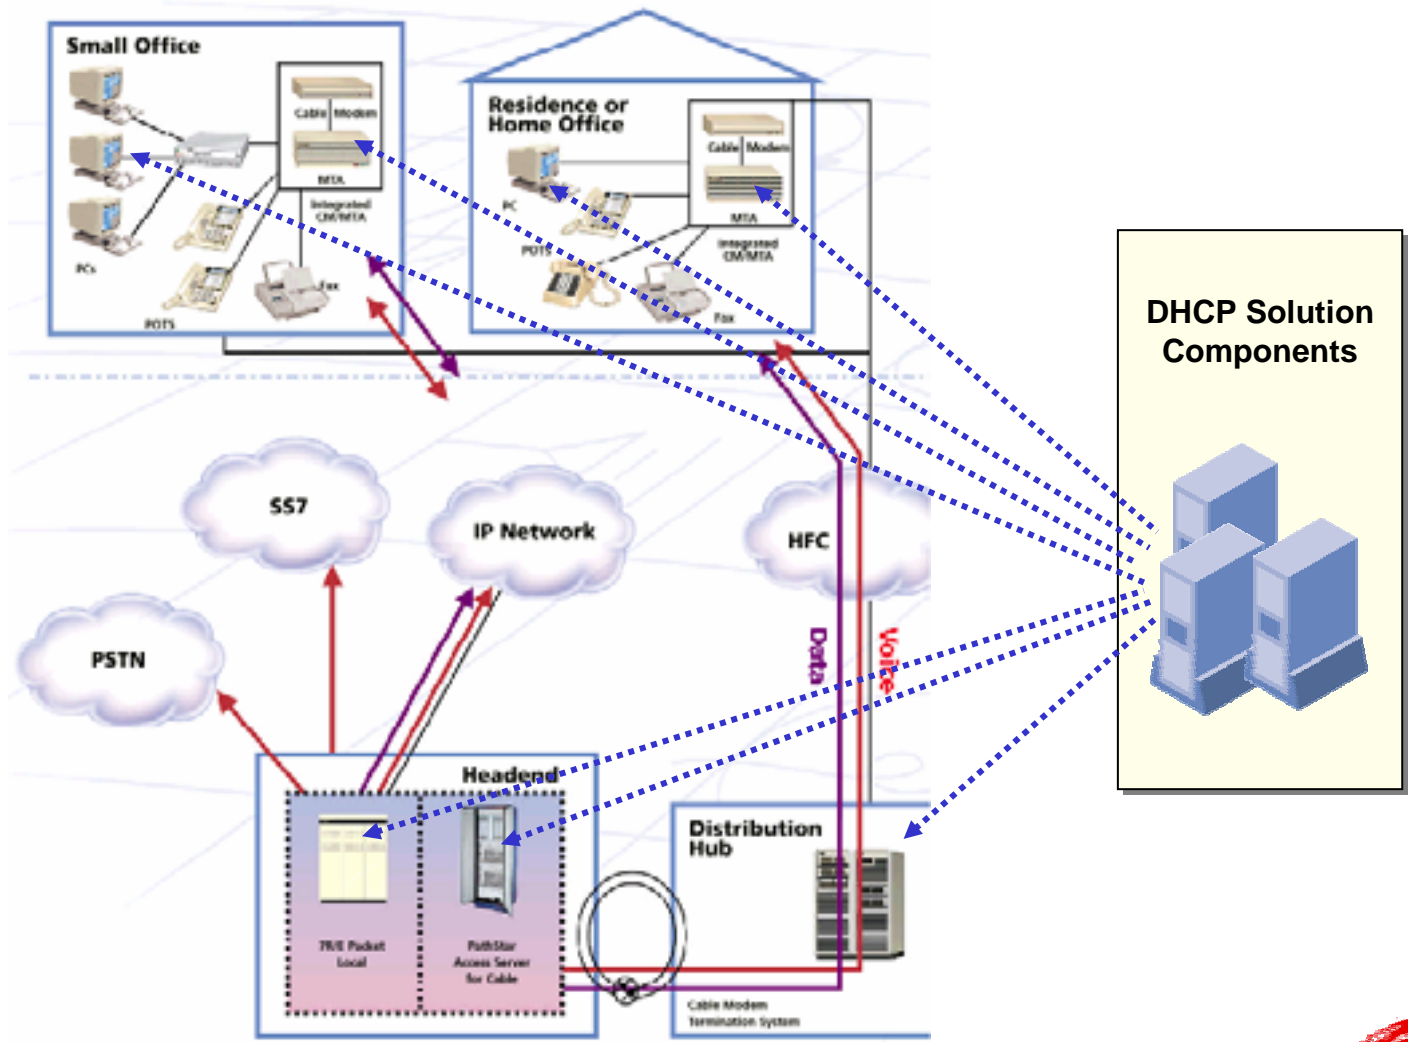 Small Office
Cable Modem
MTA
Integrated
CM/MTA
PCs
Fax
POTS
Residence or
Home Office
Cable Modem
PC
MTA
POTS
Integrated
CM/MTA
Fax
DHCP Solution
Components
SS7
IP Network
HFC
PSTN
Data
Voice
Headend
7R/E Packet
Local
PathStar
Access Server
for Cable
Distribution
Hub
Cable Modem
Termination System